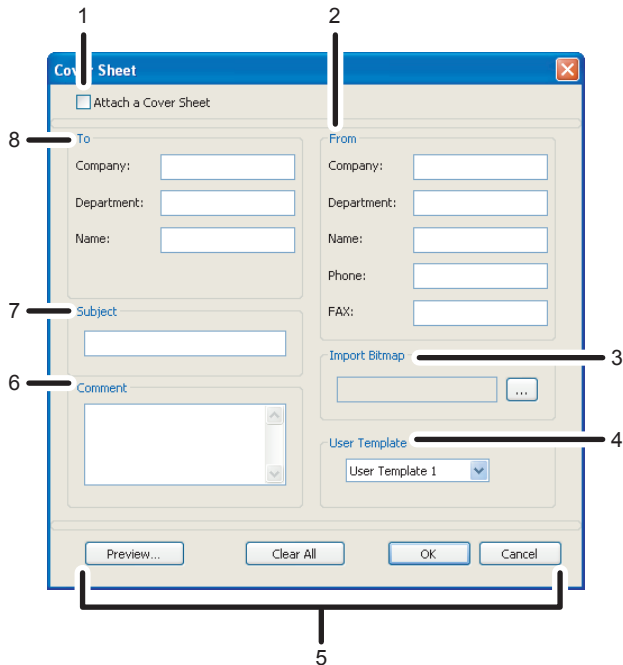 1 2
Cover Sheet
Attach a Cover Sheet
8 To From
Company: Company:
Department: Department:
Name: Name:
Phone:
7 Subject FAX:
Import Bitmap 3
...
6 Comment
User Template 4
User Template 1
Preview... Clear All OK Cancel
5